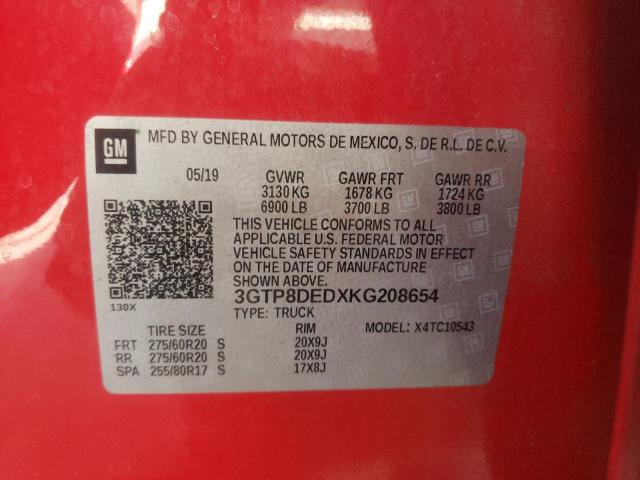 GM MFD BY GENERAL MOTORS DE MEXICO, S. DE R.L. DE C.V.
05/19 GVWR GAWR FRT GAWR RR
3130 KG 1678 KG 1724 KG
6900 LB 3700 LB 3800 LB
THIS VEHICLE CONFORMS TO ALL
APPLICABLE U.S. FEDERAL MOTOR
VEHICLE SAFETY STANDARDS IN EFFECT
ON THE DATE OF MANUFACTURE
SHOWN ABOVE.
130X 3GTP8DEDXKG208654
TYPE: TRUCK
TIRE SIZE RIM MODEL: X4TC10543
FRT 275/60R20 S 20X9J
RR 275/60R20 S 20X9J
SPA 255/80R17 S 17X8J